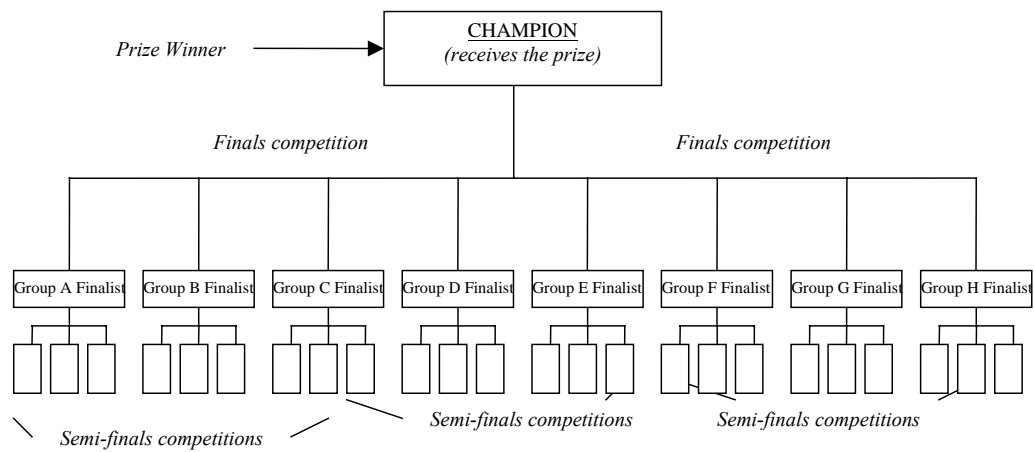 CHAMPION
Prize Winner
(receives the prize)
Finals competition
Finals competition
Group A Finalist
Group B Finalist
Group C Finalist
Group D Finalist
Group E Finalist
Group F Finalist
Group G Finalist
Group H Finalist
Semi-finals competitions
Semi-finals competitions
Semi-finals competitions